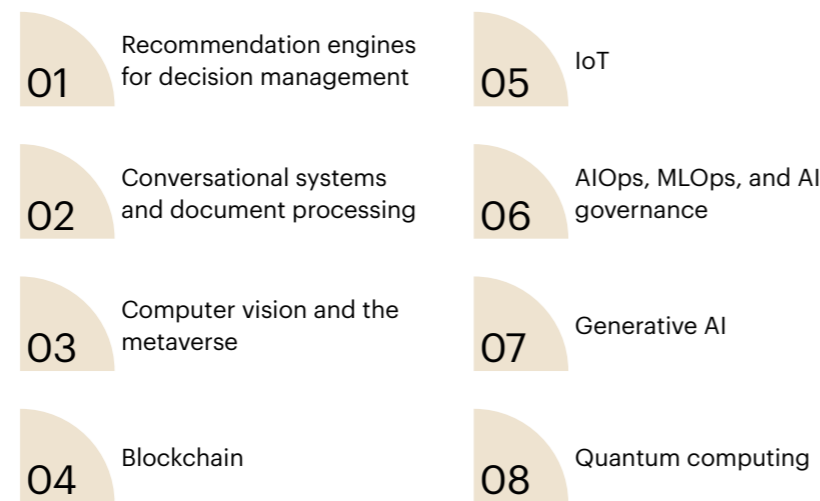 01
Recommendation engines
for decision management
02
Conversational systems
and document processing
03
Computer vision and the
metaverse
04
Blockchain
05
IoT
06
AIOps, MLOps, and AI
governance
07
Generative AI
08
Quantum computing